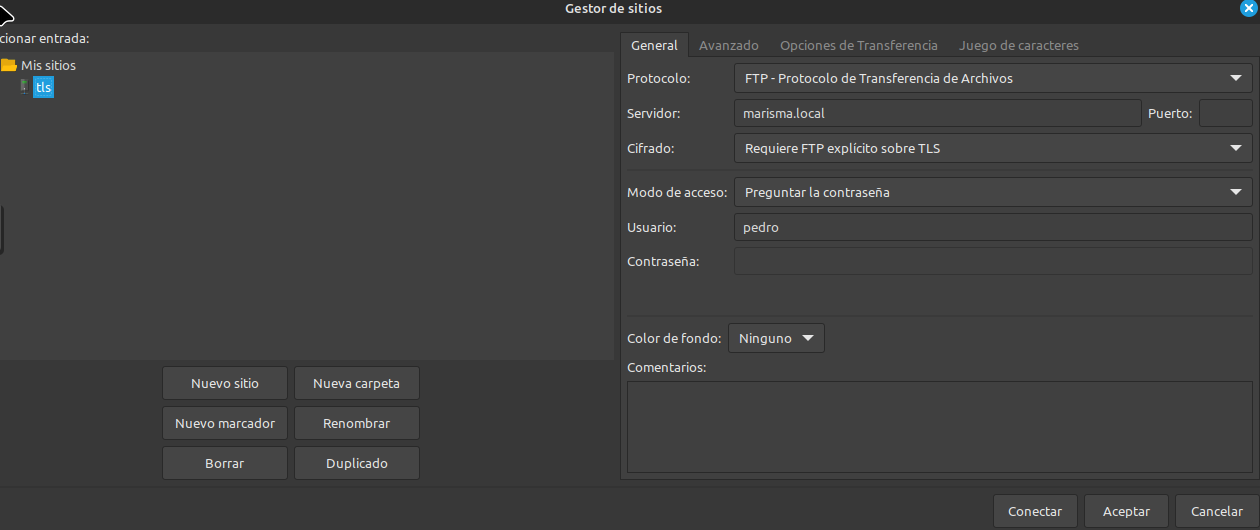 Gestor de sitios
cionar entrada:
Mis sitios
tls
Nuevo sitio
Nueva carpeta
Nuevo marcador
Renombrar
Borrar
Duplicado
General
Avanzado
Opciones de Transferencia
Juego de caracteres
Protocolo:
FTP - Protocolo de Transferencia de Archivos
Servidor:
marisma.local
Puerto:
Cifrado:
Requiere FTP explícito sobre TLS
Modo de acceso:
Preguntar la contraseña
Usuario:
pedro
Contraseña:
Color de fondo:
Ninguno
Comentarios:
Conectar
Aceptar
Cancelar